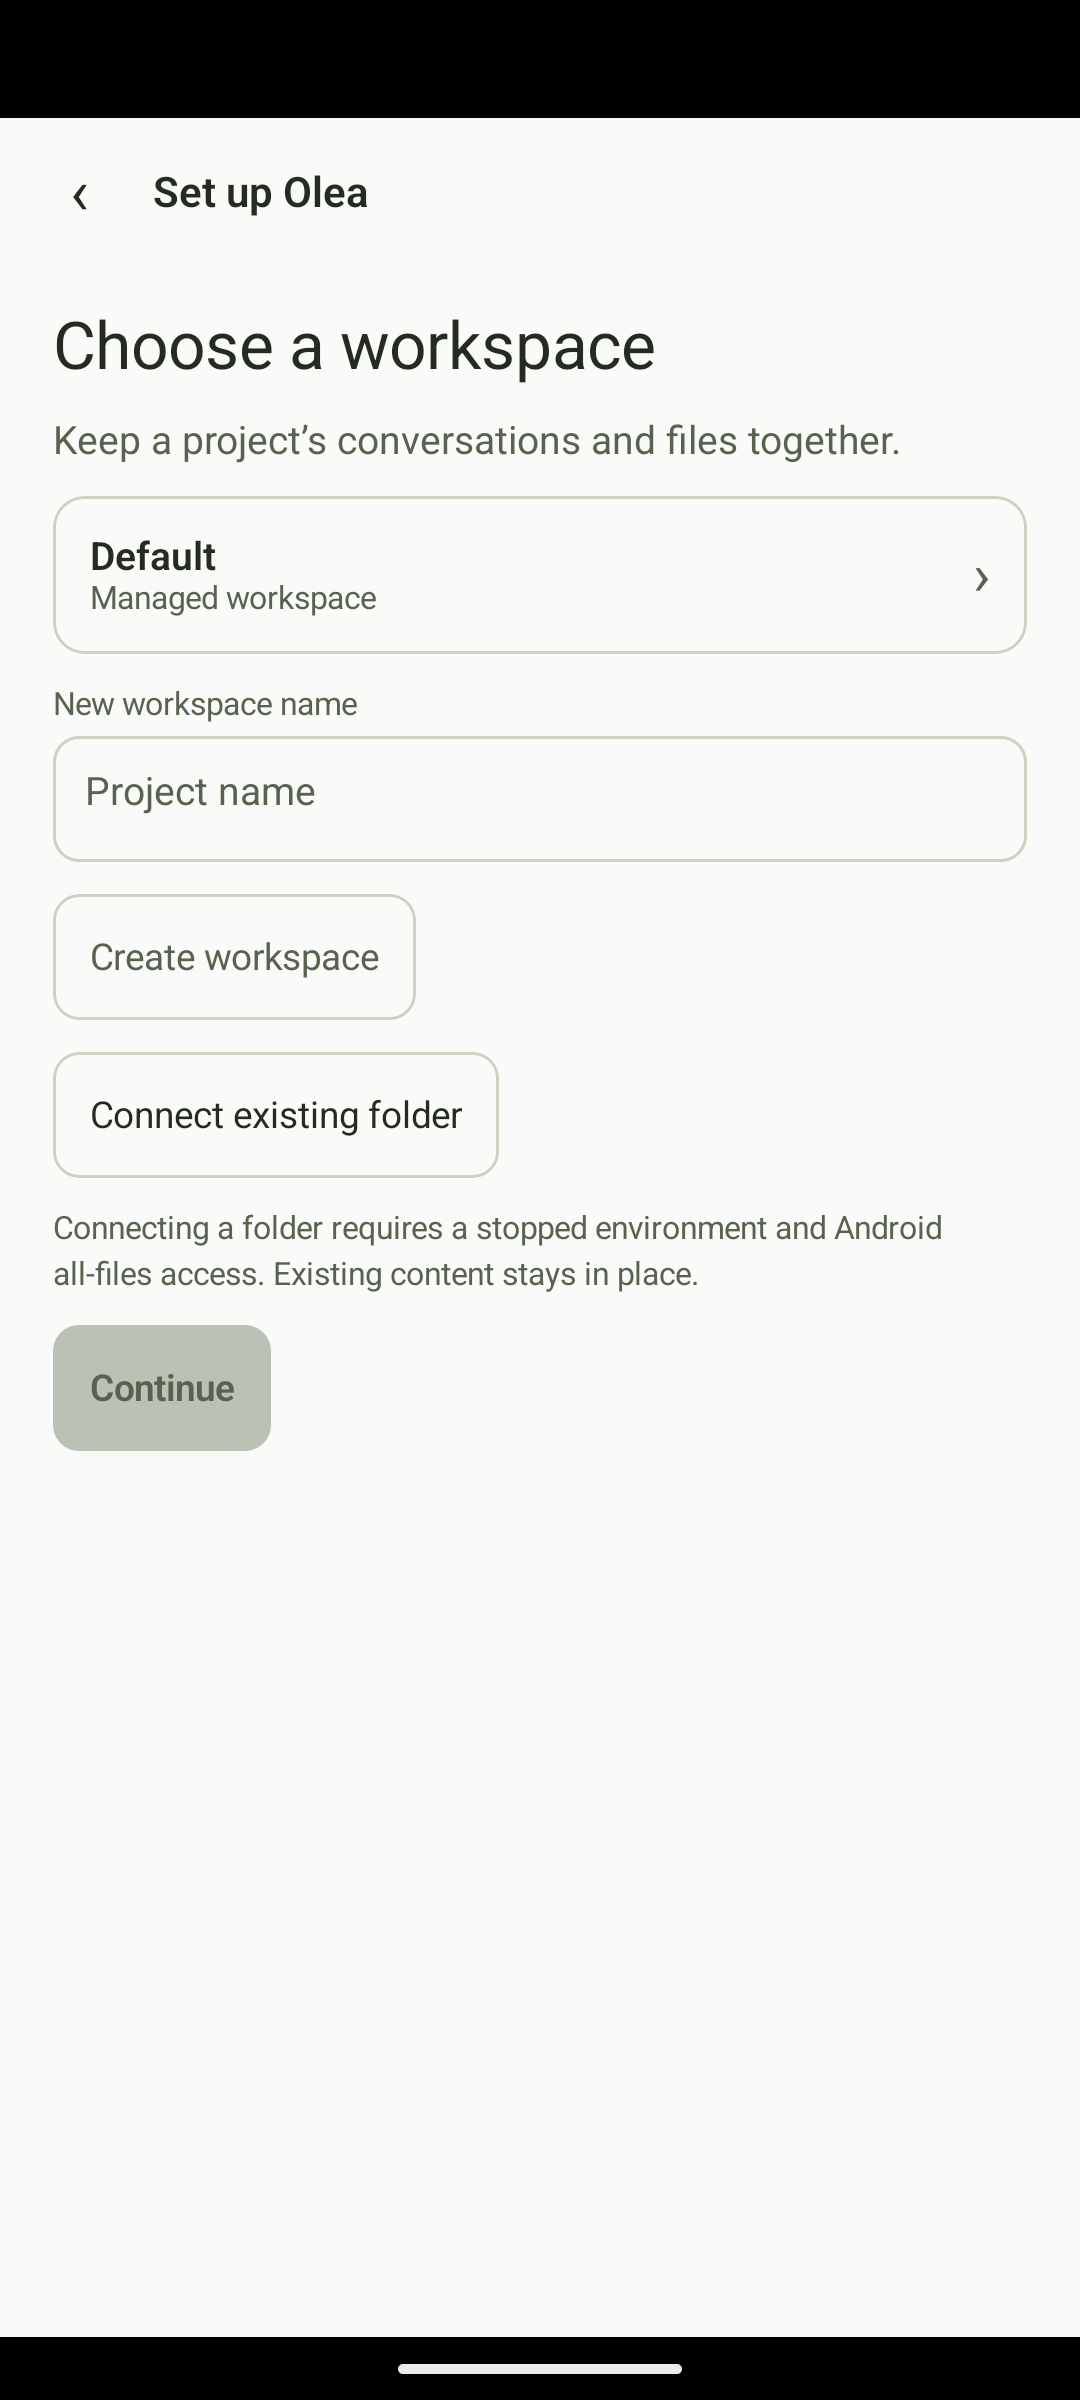 Set up Olea
Choose a workspace
Keep a project’s conversations and files together.
Default
Managed workspace
New workspace name
Project name
Create workspace
Connect existing folder
Connecting a folder requires a stopped environment and Android
all-files access. Existing content stays in place.
Continue